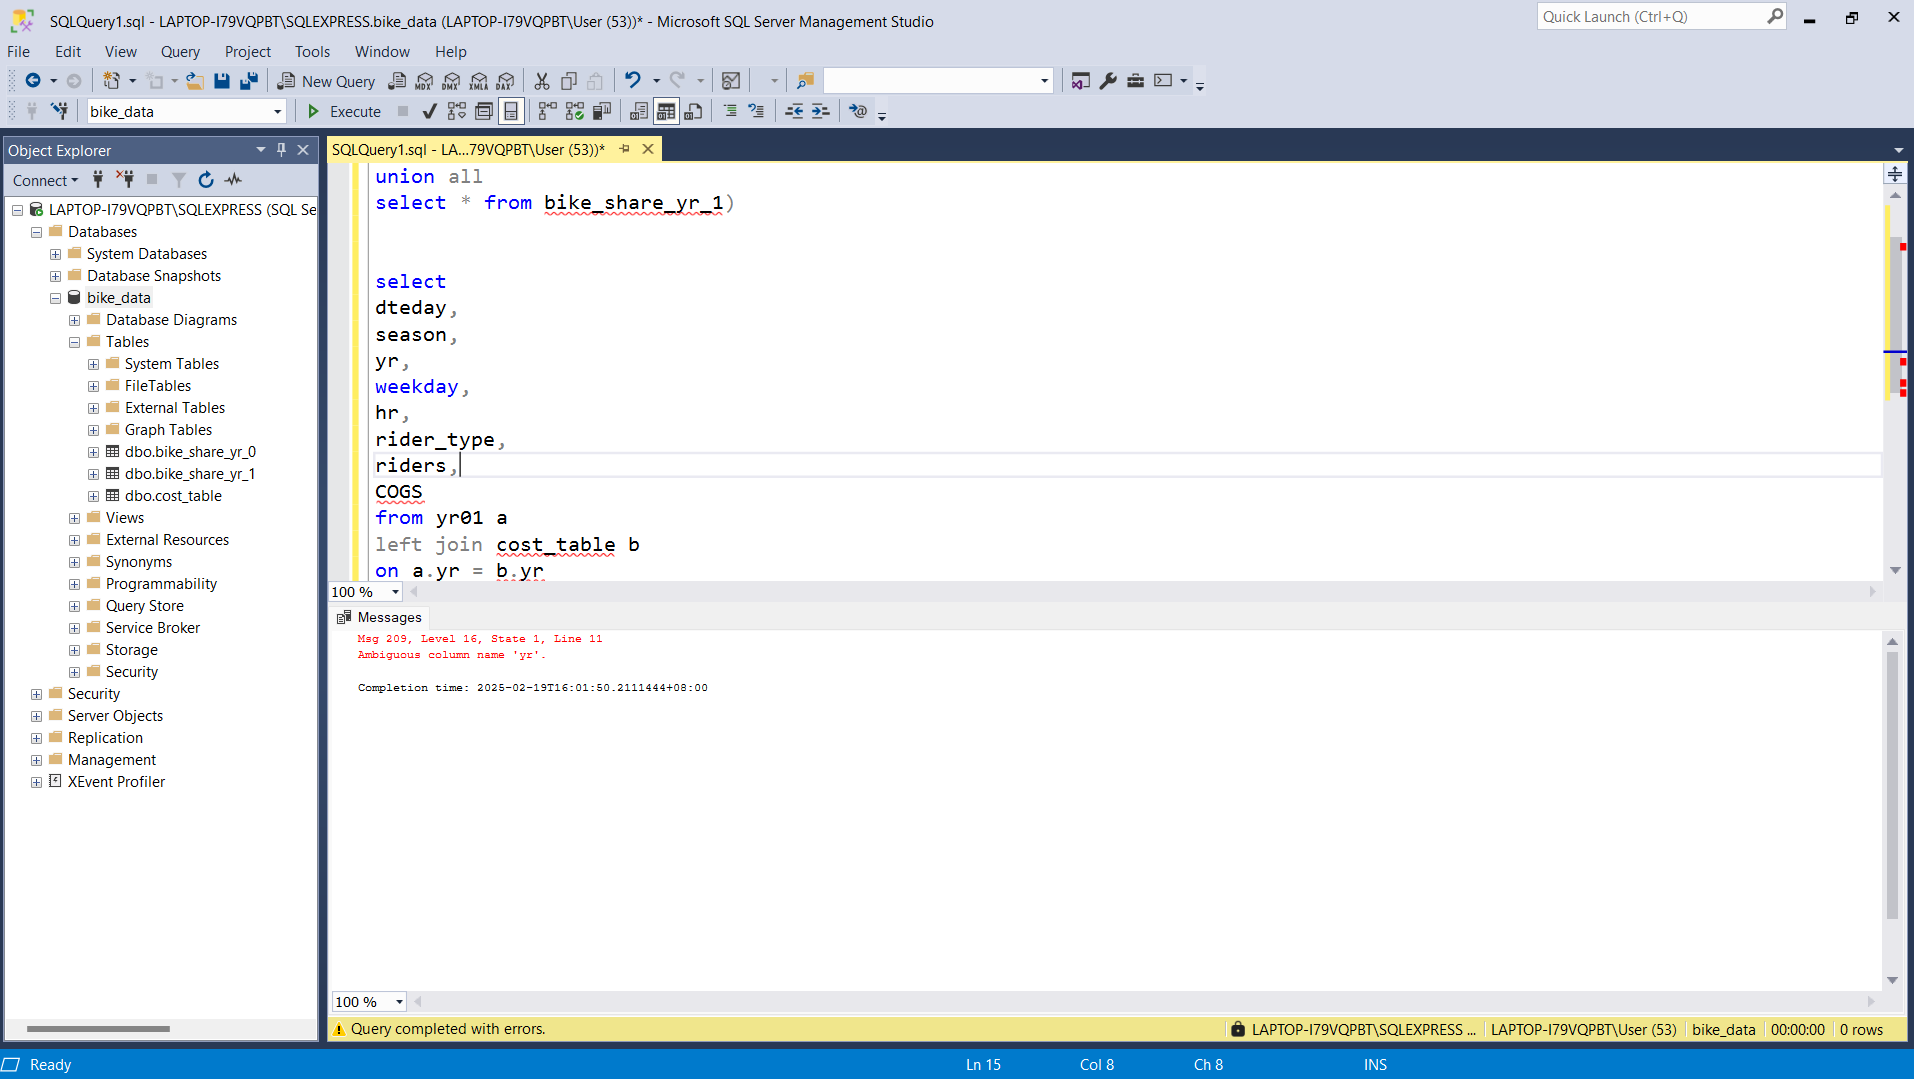 SQLQuery1.sql - LAPTOP-I79VQPBT\SQLEXPRESS.bike_data (LAPTOP-I79VQPBT\User (53))* - Microsoft SQL Server Management Studio
Quick Launch (Ctrl+Q)
File Edit View Query Project Tools Window Help
New Query MDX DMX XMLA DAX
bike_data Execute
Object Explorer
Connect
LAPTOP-I79VQPBT\SQLEXPRESS (SQL Se
Databases
System Databases
Database Snapshots
bike_data
Database Diagrams
Tables
System Tables
FileTables
External Tables
Graph Tables
dbo.bike_share_yr_0
dbo.bike_share_yr_1
dbo.cost_table
Views
External Resources
Synonyms
Programmability
Query Store
Service Broker
Storage
Security
Security
Server Objects
Replication
Management
XEvent Profiler
SQLQuery1.sql - LA...79VQPBT\User (53))*
union all
select * from bike_share_yr_1)
select
dteday,
season,
yr,
weekday,
hr,
rider_type,
riders,
COGS
from yr01 a
left join cost_table b
on a.yr = b.yr
100 %
Messages
Msg 209, Level 16, State 1, Line 11
Ambiguous column name 'yr'.
Completion time: 2025-02-19T16:01:50.2111444+08:00
100 %
Query completed with errors. LAPTOP-I79VQPBT\SQLEXPRESS ... LAPTOP-I79VQPBT\User (53) bike_data 00:00:00 0 rows
Ready Ln 15 Col 8 Ch 8 INS